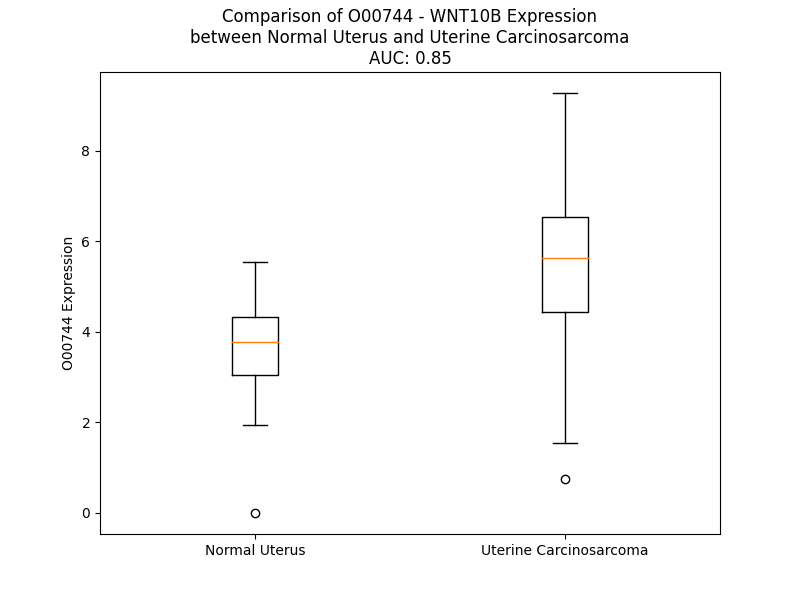 Comparison of O00744 - WNT10B Expression
between Normal Uterus and Uterine Carcinosarcoma
AUC: 0.85
8
6
4
2
0
O00744 Expression
Normal Uterus
Uterine Carcinosarcoma